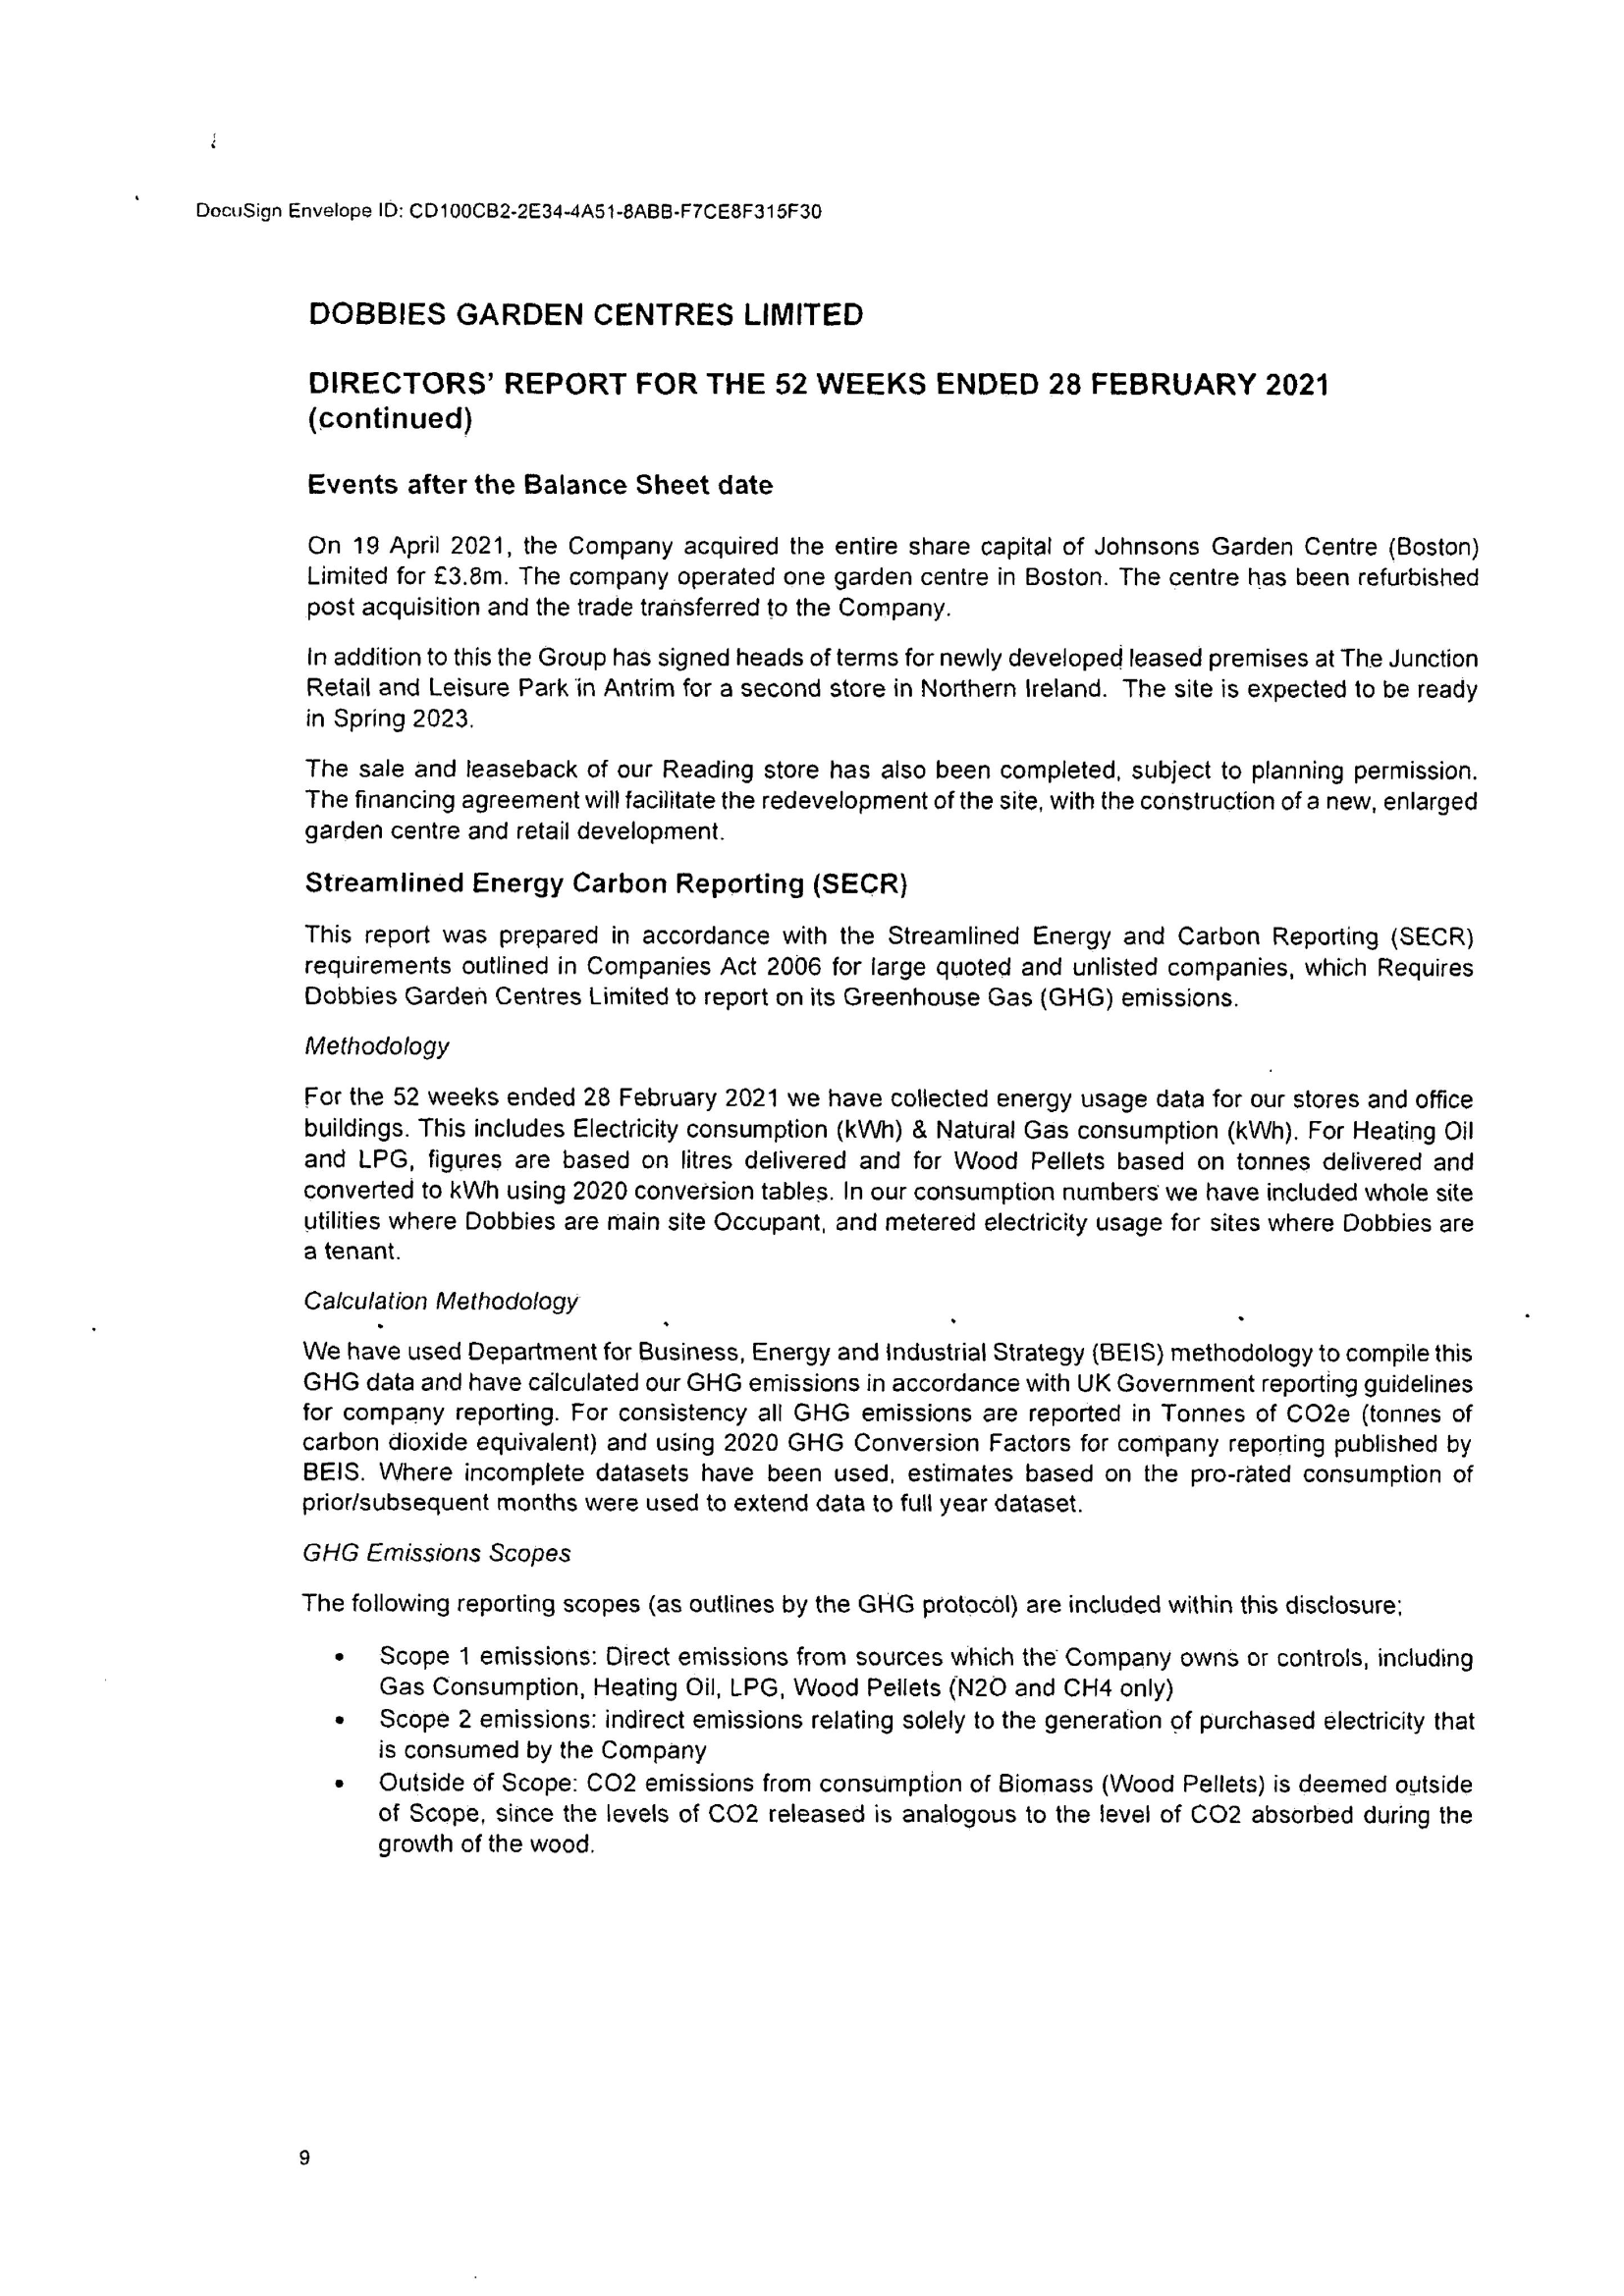 DocuSign Envelope ID: CD100CB2-2E34-4A51-8ABB-F7CE8F315F30
DOBBIES GARDEN CENTRES LIMITED
DIRECTORS' REPORT FOR THE 52 WEEKS ENDED 28 FEBRUARY 2021
(continued)
Events after the Balance Sheet date
On 19 April 2021, the Company acquired the entire share capital of Johnsons Garden Centre (Boston)
Limited for £3.8m. The company operated one garden centre in Boston. The centre has been refurbished
post acquisition and the trade transferred to the Company.
In addition to this the Group has signed heads of terms for newly developed leased premises at The Junction
Retail and Leisure Park in Antrim for a second store in Northern Ireland. The site is expected to be ready
in Spring 2023.
The sale and leaseback of our Reading store has also been completed, subject to planning permission.
The financing agreement will facilitate the redevelopment of the site, with the construction of a new, enlarged
garden centre and retail development.
Streamlined Energy Carbon Reporting (SECR)
This report was prepared in accordance with the Streamlined Energy and Carbon Reporting (SECR)
requirements outlined in Companies Act 2006 for large quoted and unlisted companies, which Requires
Dobbies Garden Centres Limited to report on its Greenhouse Gas (GHG) emissions.
Methodology
For the 52 weeks ended 28 February 2021 we have collected energy usage data for our stores and office
buildings. This includes Electricity consumption (kWh) & Natural Gas consumption (kWh). For Heating Oil
and LPG, figures are based on litres delivered and for Wood Pellets based on tonnes delivered and
converted to kWh using 2020 conversion tables. In our consumption numbers we have included whole site
utilities where Dobbies are main site Occupant, and metered electricity usage for sites where Dobbies are
a tenant.
Calculation Methodology
We have used Department for Business, Energy and Industrial Strategy (BEIS) methodology to compile this
GHG data and have calculated our GHG emissions in accordance with UK Government reporting guidelines
for company reporting. For consistency all GHG emissions are reported in Tonnes of CO2e (tonnes of
carbon dioxide equivalent) and using 2020 GHG Conversion Factors for company reporting published by
BEIS. Where incomplete datasets have been used, estimates based on the pro-rated consumption of
prior/subsequent months were used to extend data to full year dataset.
GHG Emissions Scopes
The following reporting scopes (as outlines by the GHG protocol) are included within this disclosure;
• Scope 1 emissions: Direct emissions from sources which the Company owns or controls, including
Gas Consumption, Heating Oil, LPG, Wood Pellets (N2O and CH4 only)
• Scope 2 emissions: indirect emissions relating solely to the generation of purchased electricity that
is consumed by the Company
• Outside of Scope: CO2 emissions from consumption of Biomass (Wood Pellets) is deemed outside
of Scope, since the levels of CO2 released is analogous to the level of CO2 absorbed during the
growth of the wood.
9